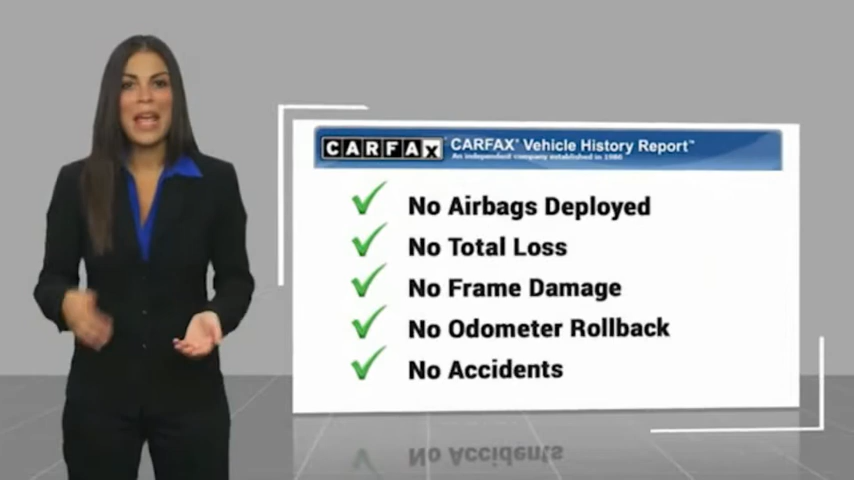 CARFAX CARFAX® Vehicle History Report™
An independent company established in 1986
No Airbags Deployed
No Total Loss
No Frame Damage
No Odometer Rollback
No Accidents
No Accidents